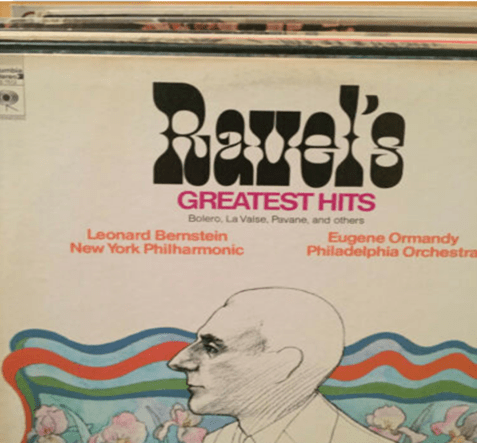 Ravel's
GREATEST HITS
Bolero, La Valse, Pavane, and others
Leonard Bernstein
New York Philharmonic
Eugene Ormandy
Philadelphia Orchestra